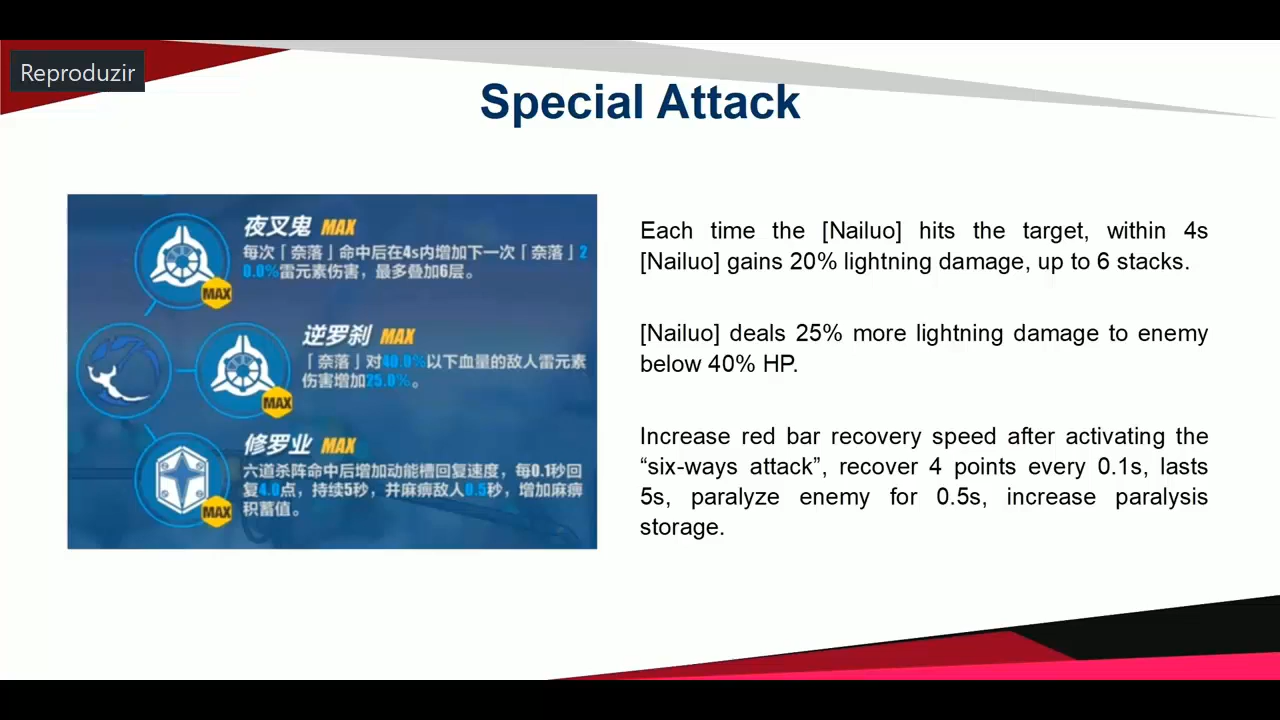 Reproduzir
Special Attack
夜叉鬼 MAX
每次「奈落」命中后在4s内增加下一次「奈落」2
0.0%雷元素伤害，最多叠加6层。
MAX
逆罗刹 MAX
「奈落」对40.0%以下血量的敌人雷元素
伤害增加25.0%。
MAX
修罗业 MAX
六道杀阵命中后增加动能槽回复速度，每0.1秒回
复4.0点，持续5秒，并麻痹敌人0.5秒，增加麻痹
积蓄值。
MAX
Each time the [Nailuo] hits the target, within 4s
[Nailuo] gains 20% lightning damage, up to 6 stacks.
[Nailuo] deals 25% more lightning damage to enemy
below 40% HP.
Increase red bar recovery speed after activating the
“six-ways attack”, recover 4 points every 0.1s, lasts
5s, paralyze enemy for 0.5s, increase paralysis
storage.